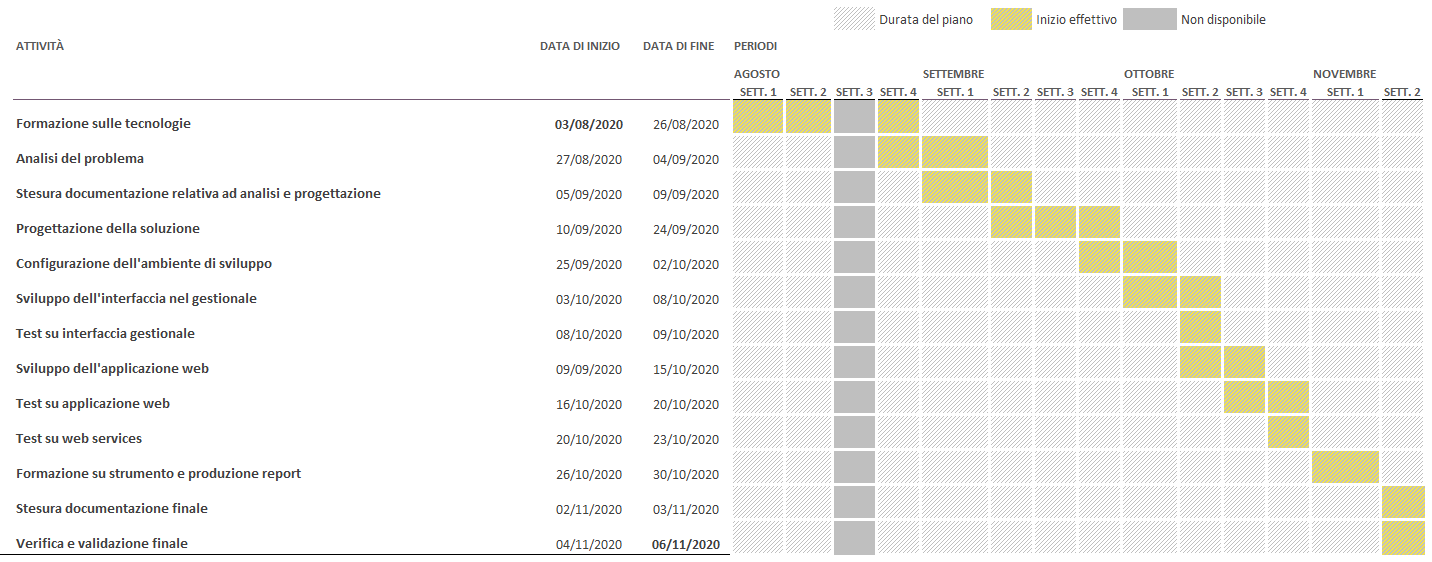 Durata del piano Inizio effettivo Non disponibile
ATTIVITÀ DATA DI INIZIO DATA DI FINE PERIODI
AGOSTO SETTEMBRE OTTOBRE NOVEMBRE
SETT. 1 SETT. 2 SETT. 3 SETT. 4 SETT. 1 SETT. 2 SETT. 3 SETT. 4 SETT. 1 SETT. 2 SETT. 3 SETT. 4 SETT. 1 SETT. 2
Formazione sulle tecnologie 03/08/2020 26/08/2020
Analisi del problema 27/08/2020 04/09/2020
Stesura documentazione relativa ad analisi e progettazione 05/09/2020 09/09/2020
Progettazione della soluzione 10/09/2020 24/09/2020
Configurazione dell'ambiente di sviluppo 25/09/2020 02/10/2020
Sviluppo dell'interfaccia nel gestionale 03/10/2020 08/10/2020
Test su interfaccia gestionale 08/10/2020 09/10/2020
Sviluppo dell'applicazione web 09/09/2020 15/10/2020
Test su applicazione web 16/10/2020 20/10/2020
Test su web services 20/10/2020 23/10/2020
Formazione su strumento e produzione report 26/10/2020 30/10/2020
Stesura documentazione finale 02/11/2020 03/11/2020
Verifica e validazione finale 04/11/2020 06/11/2020